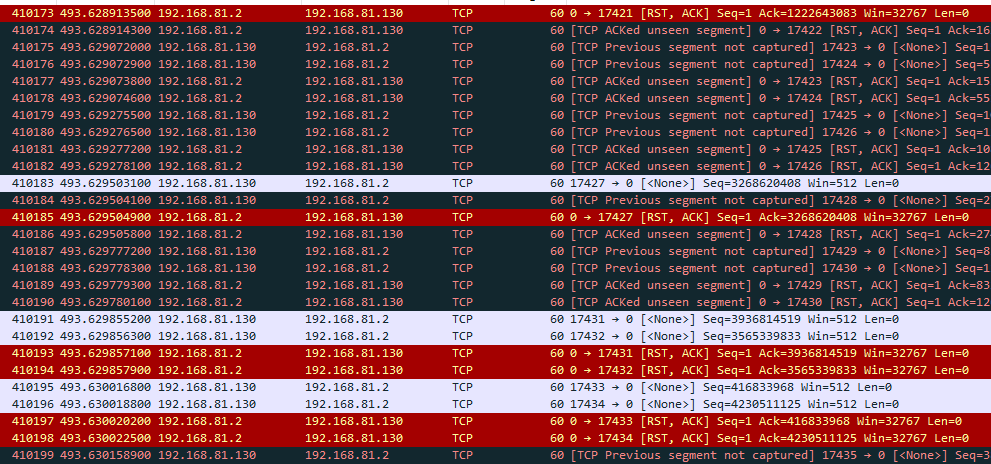 410173 493.628913500 192.168.81.2 192.168.81.130 TCP 60 0 → 17421 [RST, ACK] Seq=1 Ack=1222643083 Win=32767 Len=0
410174 493.628914300 192.168.81.2 192.168.81.130 TCP 60 [TCP ACKed unseen segment] 0 → 17422 [RST, ACK] Seq=1 Ack=16
410175 493.629072000 192.168.81.130 192.168.81.2 TCP 60 [TCP Previous segment not captured] 17423 → 0 [<None>] Seq=1
410176 493.629072900 192.168.81.130 192.168.81.2 TCP 60 [TCP Previous segment not captured] 17424 → 0 [<None>] Seq=5
410177 493.629073800 192.168.81.2 192.168.81.130 TCP 60 [TCP ACKed unseen segment] 0 → 17423 [RST, ACK] Seq=1 Ack=15
410178 493.629074600 192.168.81.2 192.168.81.130 TCP 60 [TCP ACKed unseen segment] 0 → 17424 [RST, ACK] Seq=1 Ack=55
410179 493.629275500 192.168.81.130 192.168.81.2 TCP 60 [TCP Previous segment not captured] 17425 → 0 [<None>] Seq=1
410180 493.629276500 192.168.81.130 192.168.81.2 TCP 60 [TCP Previous segment not captured] 17426 → 0 [<None>] Seq=1
410181 493.629277200 192.168.81.2 192.168.81.130 TCP 60 [TCP ACKed unseen segment] 0 → 17425 [RST, ACK] Seq=1 Ack=10
410182 493.629278100 192.168.81.2 192.168.81.130 TCP 60 [TCP ACKed unseen segment] 0 → 17426 [RST, ACK] Seq=1 Ack=12
410183 493.629503100 192.168.81.130 192.168.81.2 TCP 60 17427 → 0 [<None>] Seq=3268620408 Win=512 Len=0
410184 493.629504100 192.168.81.130 192.168.81.2 TCP 60 [TCP Previous segment not captured] 17428 → 0 [<None>] Seq=2
410185 493.629504900 192.168.81.2 192.168.81.130 TCP 60 0 → 17427 [RST, ACK] Seq=1 Ack=3268620408 Win=32767 Len=0
410186 493.629505800 192.168.81.2 192.168.81.130 TCP 60 [TCP ACKed unseen segment] 0 → 17428 [RST, ACK] Seq=1 Ack=27
410187 493.629777200 192.168.81.130 192.168.81.2 TCP 60 [TCP Previous segment not captured] 17429 → 0 [<None>] Seq=8
410188 493.629778300 192.168.81.130 192.168.81.2 TCP 60 [TCP Previous segment not captured] 17430 → 0 [<None>] Seq=1
410189 493.629779300 192.168.81.2 192.168.81.130 TCP 60 [TCP ACKed unseen segment] 0 → 17429 [RST, ACK] Seq=1 Ack=83
410190 493.629780100 192.168.81.2 192.168.81.130 TCP 60 [TCP ACKed unseen segment] 0 → 17430 [RST, ACK] Seq=1 Ack=12
410191 493.629855200 192.168.81.130 192.168.81.2 TCP 60 17431 → 0 [<None>] Seq=3936814519 Win=512 Len=0
410192 493.629856300 192.168.81.130 192.168.81.2 TCP 60 17432 → 0 [<None>] Seq=3565339833 Win=512 Len=0
410193 493.629857100 192.168.81.2 192.168.81.130 TCP 60 0 → 17431 [RST, ACK] Seq=1 Ack=3936814519 Win=32767 Len=0
410194 493.629857900 192.168.81.2 192.168.81.130 TCP 60 0 → 17432 [RST, ACK] Seq=1 Ack=3565339833 Win=32767 Len=0
410195 493.630016800 192.168.81.130 192.168.81.2 TCP 60 17433 → 0 [<None>] Seq=416833968 Win=512 Len=0
410196 493.630018800 192.168.81.130 192.168.81.2 TCP 60 17434 → 0 [<None>] Seq=4230511125 Win=512 Len=0
410197 493.630020200 192.168.81.2 192.168.81.130 TCP 60 0 → 17433 [RST, ACK] Seq=1 Ack=416833968 Win=32767 Len=0
410198 493.630022500 192.168.81.2 192.168.81.130 TCP 60 0 → 17434 [RST, ACK] Seq=1 Ack=4230511125 Win=32767 Len=0
410199 493.630158900 192.168.81.130 192.168.81.2 TCP 60 [TCP Previous segment not captured] 17435 → 0 [<None>] Seq=3